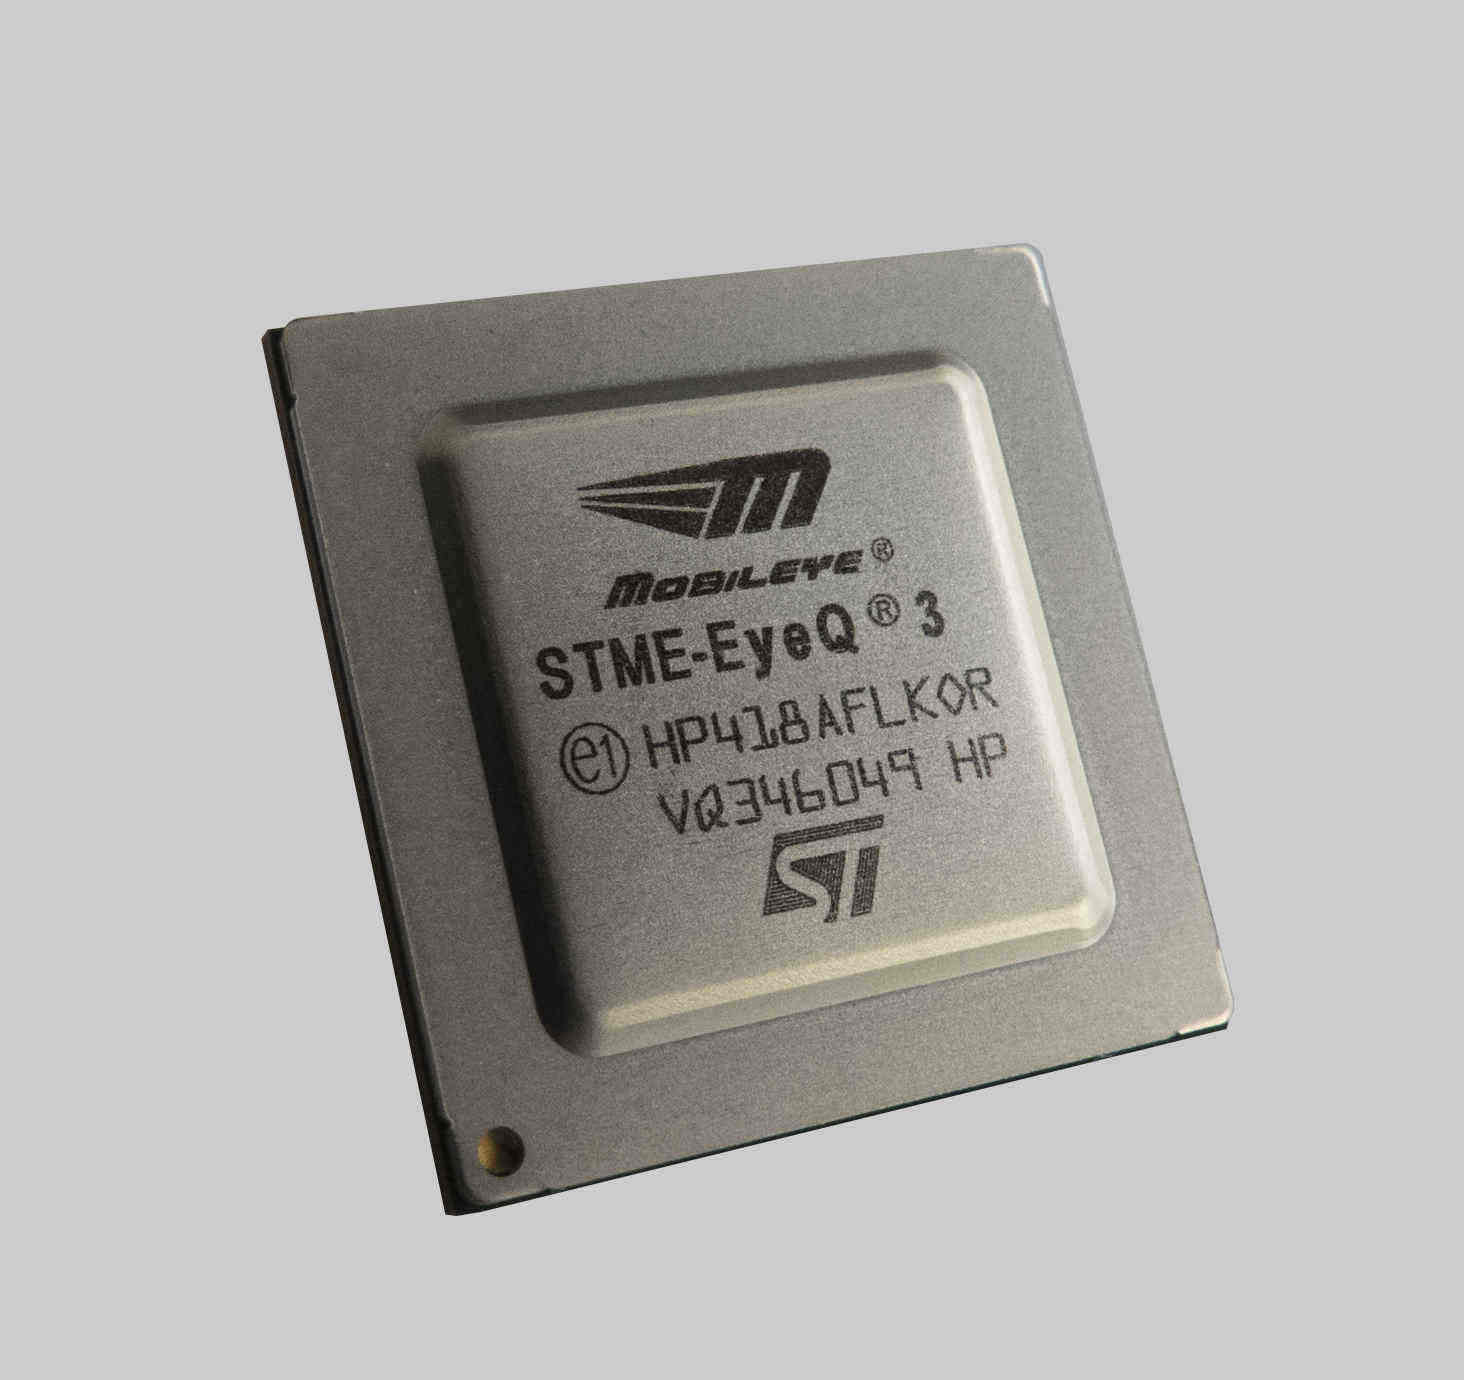 MOBILEYE®
STME-EyeQ® 3
e1 HP418AFLK0R
VQ346049 HP
ST